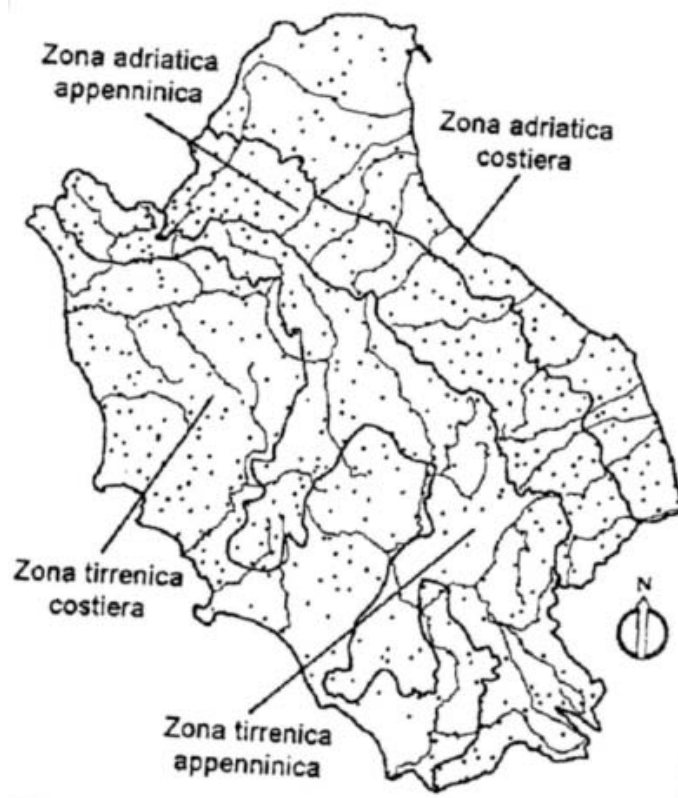 Zona adriatica
appenninica
Zona adriatica
costiera
Zona tirrenica
costiera
N
Zona tirrenica
appenninica